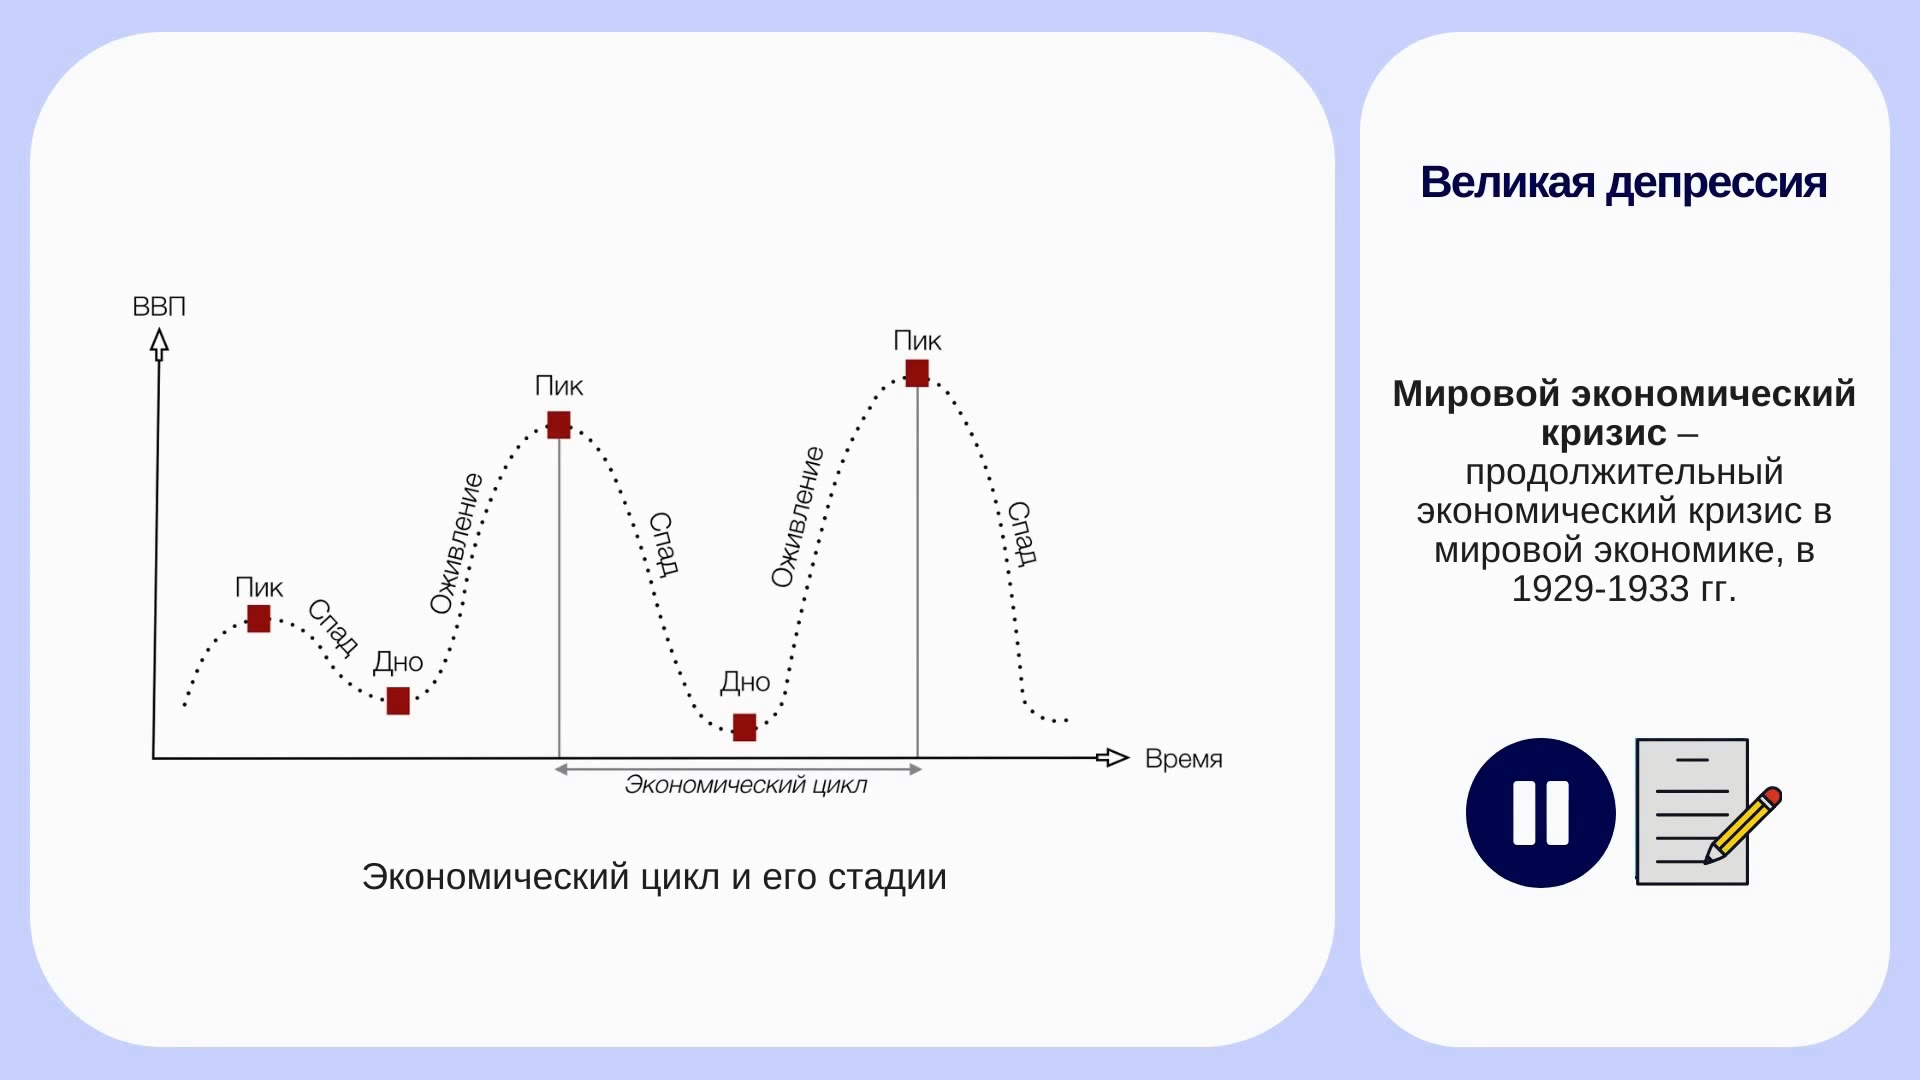 ВВП
Пик
Спад
Дно
Оживление
Пик
Спад
Дно
Оживление
Пик
Спад
Время
Экономический цикл
Экономический цикл и его стадии
Великая депрессия
Мировой экономический
кризис –
продолжительный
экономический кризис в
мировой экономике, в
1929-1933 гг.